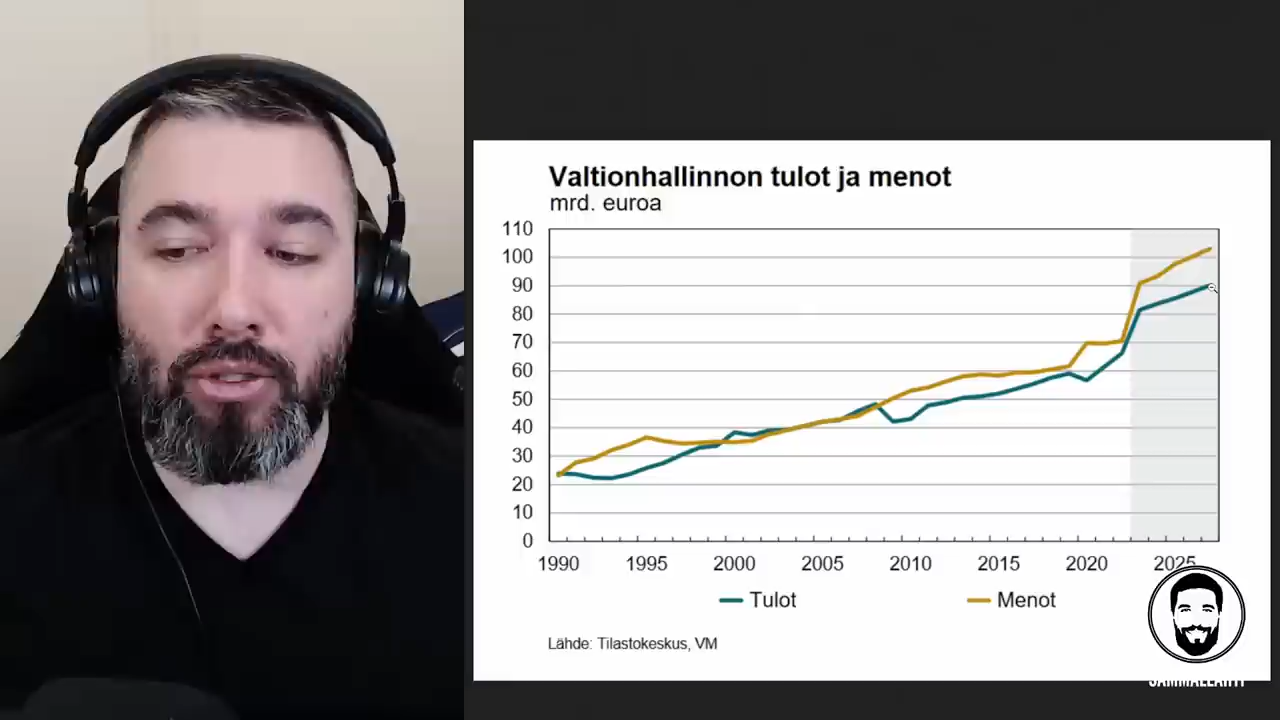 Valtionhallinnon tulot ja menot
mrd. euroa
110
100
90
80
70
60
50
40
30
20
10
0
1990 1995 2000 2005 2010 2015 2020 2025
Tulot Menot
Lähde: Tilastokeskus, VM